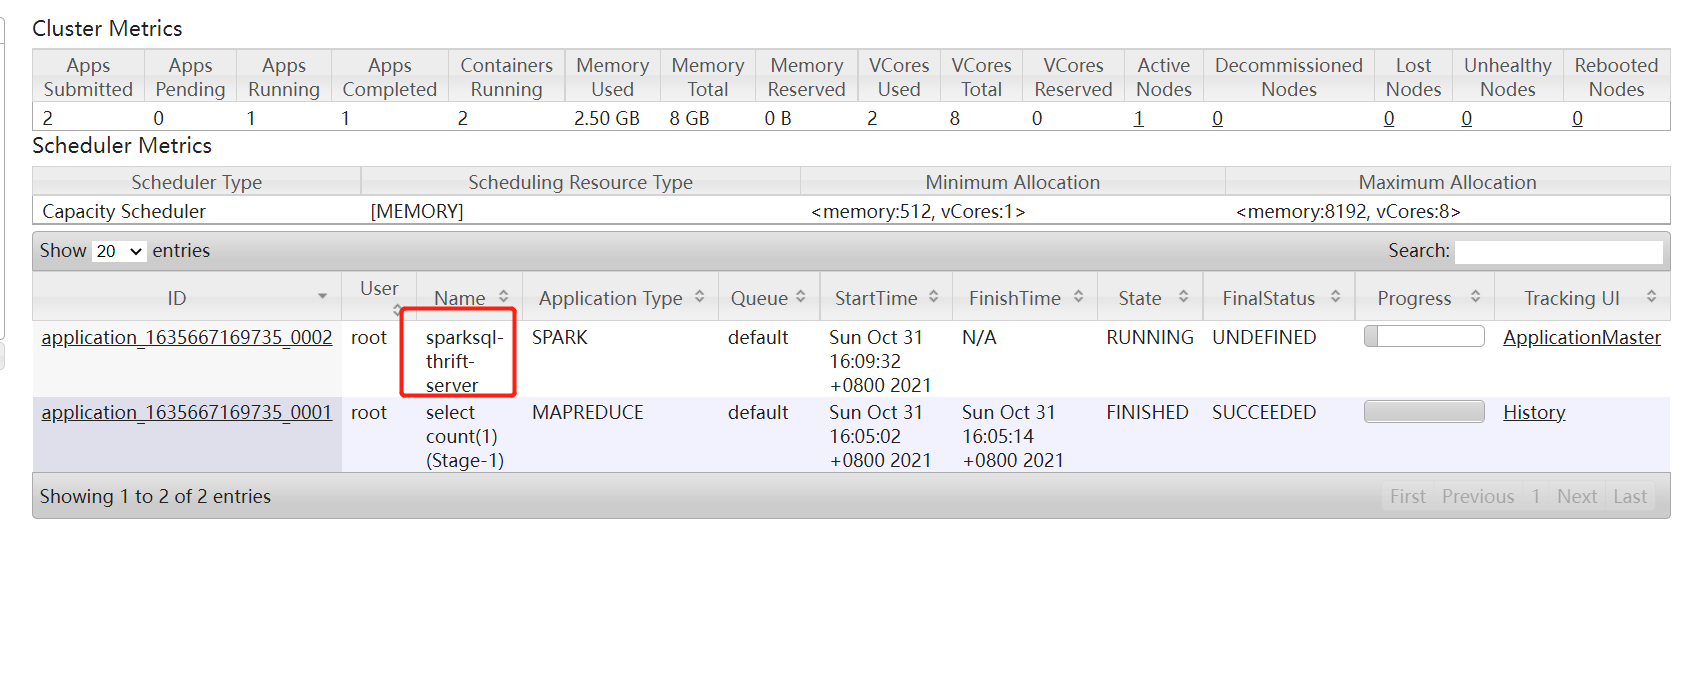 Cluster Metrics
Apps Submitted Apps Pending Apps Running Apps Completed Containers Running Memory Used Memory Total Memory Reserved VCores Used VCores Total VCores Reserved Active Nodes Decommissioned Nodes Lost Nodes Unhealthy Nodes Rebooted Nodes
2 0 1 1 2 2.50 GB 8 GB 0 B 2 8 0 1 0 0 0 0
Scheduler Metrics
Scheduler Type Scheduling Resource Type Minimum Allocation Maximum Allocation
Capacity Scheduler [MEMORY] <memory:512, vCores:1> <memory:8192, vCores:8>
Show 20 entries Search:
ID User Name Application Type Queue StartTime FinishTime State FinalStatus Progress Tracking UI
application_1635667169735_0002 root sparksql-thrift-server SPARK default Sun Oct 31 16:09:32 +0800 2021 N/A RUNNING UNDEFINED ApplicationMaster
application_1635667169735_0001 root select count(1)(Stage-1) MAPREDUCE default Sun Oct 31 16:05:02 +0800 2021 Sun Oct 31 16:05:14 +0800 2021 FINISHED SUCCEEDED History
Showing 1 to 2 of 2 entries First Previous 1 Next Last